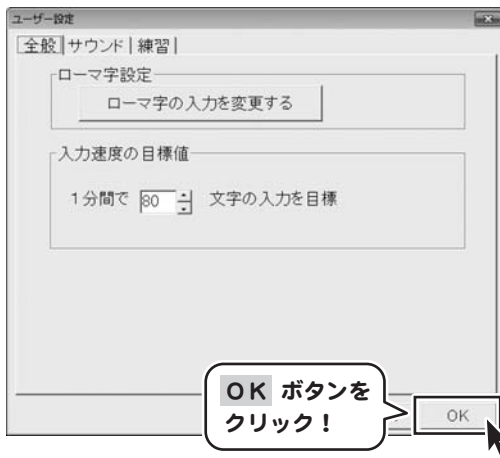 ユーザー設定
全般 サウンド 練習
ローマ字設定
ローマ字の入力を変更する
入力速度の目標値
1分間で 80 文字の入力を目標
OK ボタンを
クリック！
OK